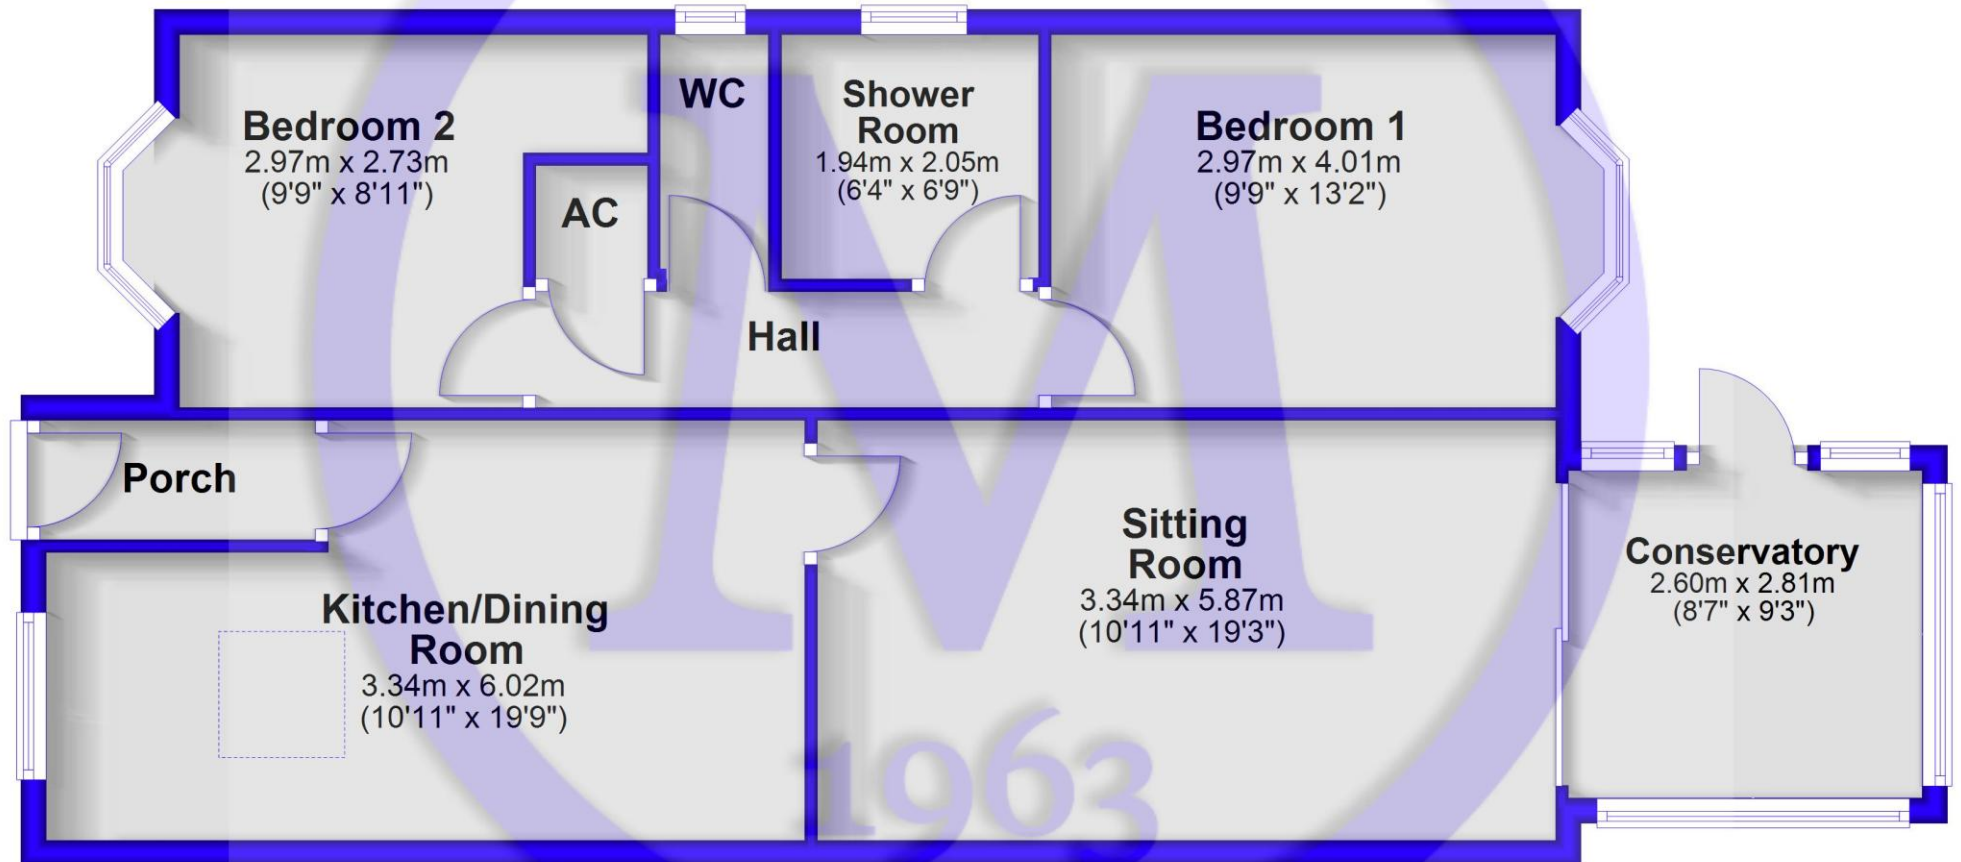 Bedroom 2
2.97m x 2.73m
(9'9" x 8'11")
WC
Shower
Room
1.94m x 2.05m
(6'4" x 6'9")
Bedroom 1
2.97m x 4.01m
(9'9" x 13'2")
AC
Hall
Porch
Kitchen/Dining
Room
3.34m x 6.02m
(10'11" x 19'9")
Sitting
Room
3.34m x 5.87m
(10'11" x 19'3")
Conservatory
2.60m x 2.81m
(8'7" x 9'3")
M
1963